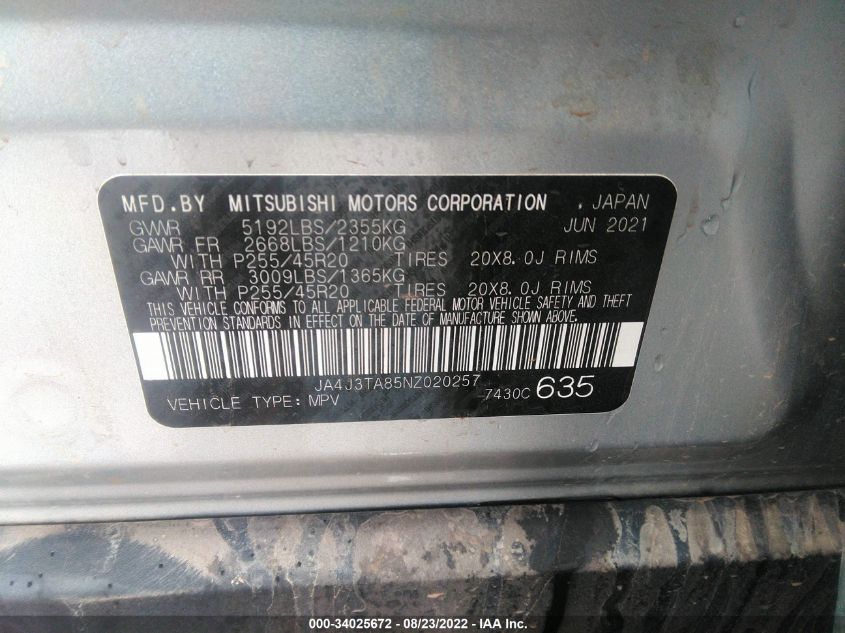 MFD.BY MITSUBISHI MOTORS CORPORATION . JAPAN
GVWR 5192LBS/2355KG JUN 2021
GAWR FR 2668LBS/1210KG
WITH P255/45R20 TIRES 20X8.0J RIMS
GAWR RR 3009LBS/1365KG
WITH P255/45R20 TIRES 20X8.0J RIMS
THIS VEHICLE CONFORMS TO ALL APPLICABLE FEDERAL MOTOR VEHICLE SAFETY AND THEFT
PREVENTION STANDARDS IN EFFECT ON THE DATE OF MANUFACTURE SHOWN ABOVE.
JA4J3TA85NZ020257
VEHICLE TYPE: MPV 7430C 635
000-34025672 - 08/23/2022 - IAA Inc.